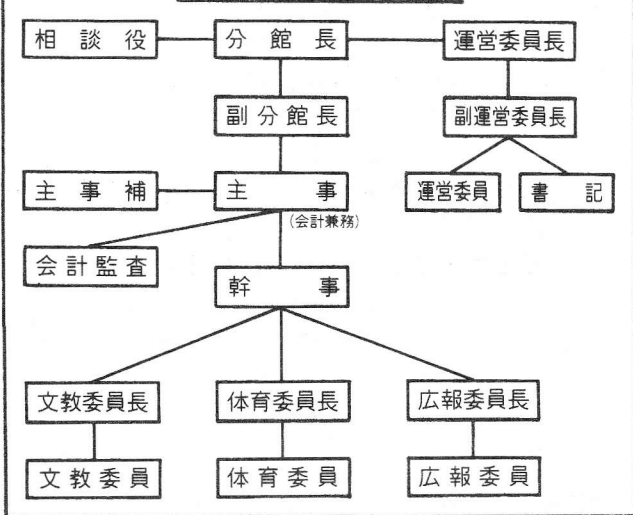 相談役
分館長
運営委員長
副分館長
副運営委員長
主事補
主事
運営委員
書記
(会計兼務)
会計監査
幹事
文教委員長
体育委員長
広報委員長
文教委員
体育委員
広報委員